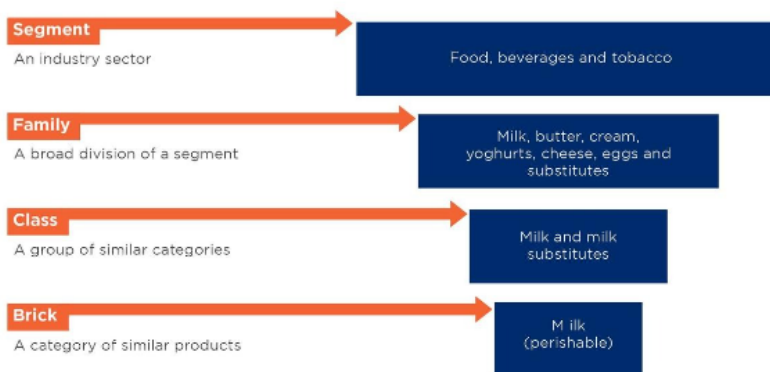 Segment
An industry sector
Food, beverages and tobacco
Family
A broad division of a segment
Milk, butter, cream,
yoghurts, cheese, eggs and
substitutes
Class
A group of similar categories
Milk and milk
substitutes
Brick
A category of similar products
M ilk
(perishable)